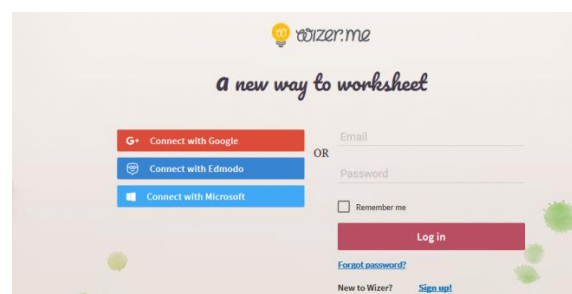 wizer.me
a new way to worksheet
G+ Connect with Google
Connect with Edmodo
Connect with Microsoft
OR
Email
Password
Remember me
Log in
Forgot password?
New to Wizer? Sign up!